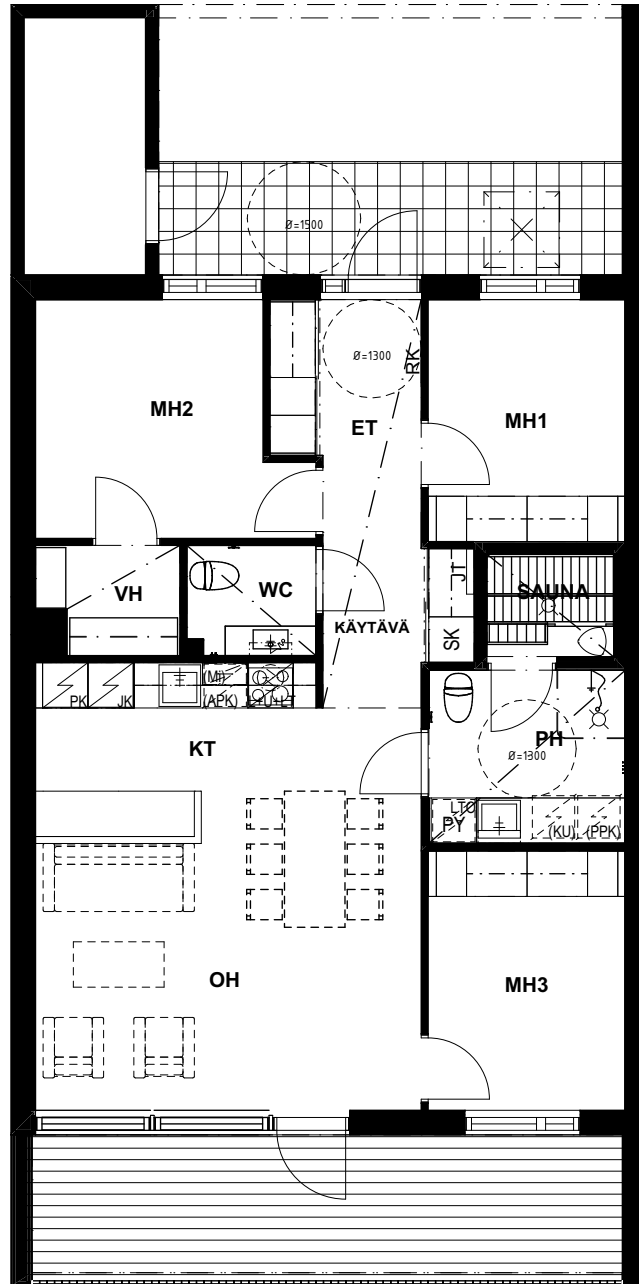 Ø=1500
Ø=1300
RK
MH2
ET
MH1
JT
SAUNA
VH
WC
KÄYTÄVÄ
SK
PK
JK
(MI)
(APK)
L+U+LT
KT
PH
Ø=1300
LTO
PY
(KU)
(PPK)
OH
MH3